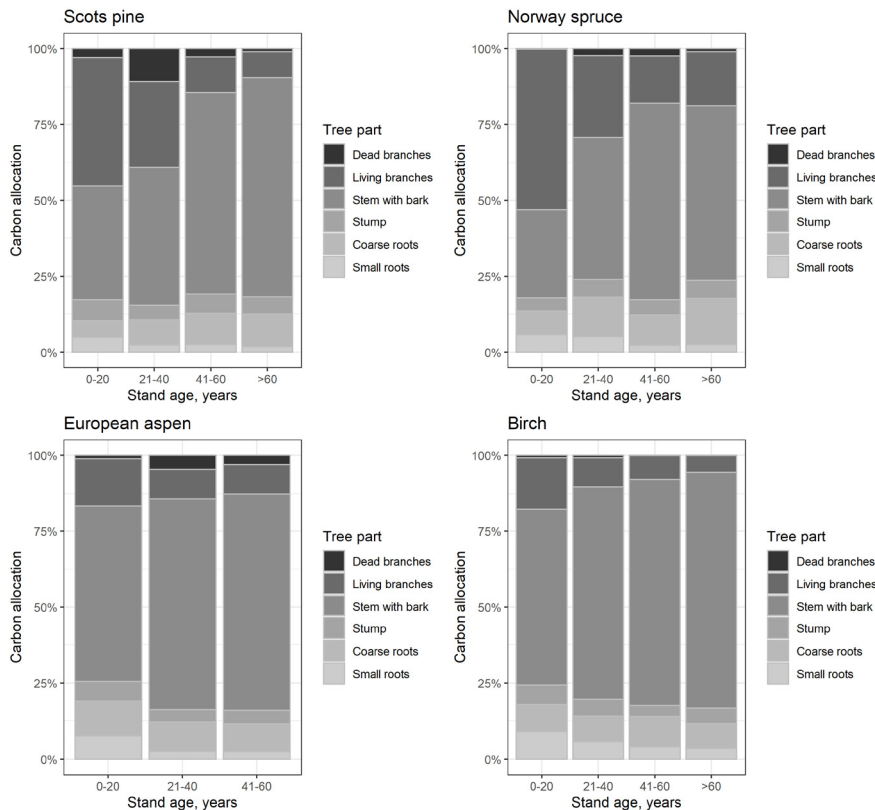 Scots pine
100%
75%
50%
25%
0%
Carbon allocation
0-20
21-40
41-60
>60
Stand age, years
Tree part
Dead branches
Living branches
Stem with bark
Stump
Coarse roots
Small roots
Norway spruce
100%
75%
50%
25%
0%
Carbon allocation
0-20
21-40
41-60
>60
Stand age, years
Tree part
Dead branches
Living branches
Stem with bark
Stump
Coarse roots
Small roots
European aspen
100%
75%
50%
25%
0%
Carbon allocation
0-20
21-40
41-60
Stand age, years
Tree part
Dead branches
Living branches
Stem with bark
Stump
Coarse roots
Small roots
Birch
100%
75%
50%
25%
0%
Carbon allocation
0-20
21-40
41-60
>60
Stand age, years
Tree part
Dead branches
Living branches
Stem with bark
Stump
Coarse roots
Small roots